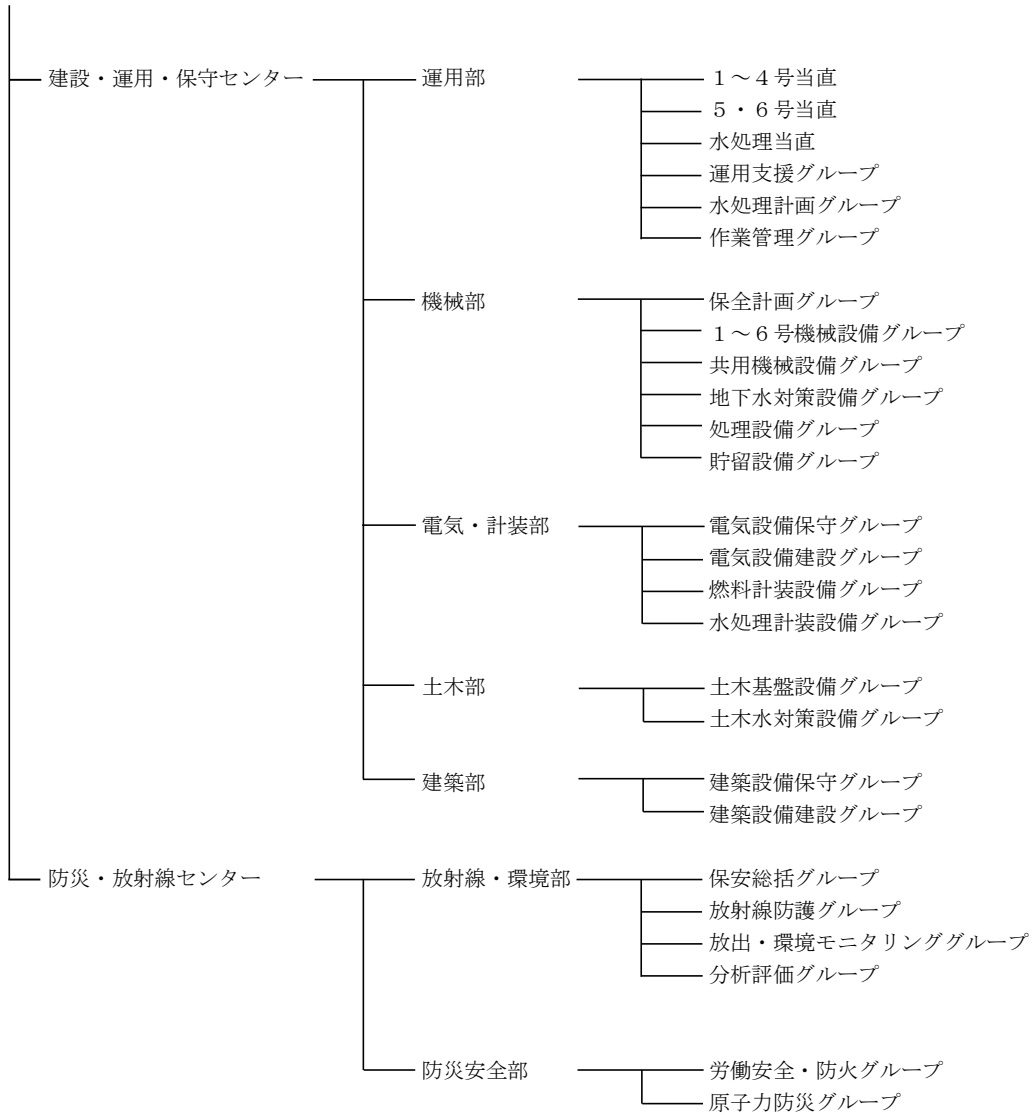 建設・運用・保守センター 運用部 １～４号当直
５・６号当直
水処理当直
運用支援グループ
水処理計画グループ
作業管理グループ
機械部 保全計画グループ
１～６号機械設備グループ
共用機械設備グループ
地下水対策設備グループ
処理設備グループ
貯留設備グループ
電気・計装部 電気設備保守グループ
電気設備建設グループ
燃料計装設備グループ
水処理計装設備グループ
土木部 土木基盤設備グループ
土木水対策設備グループ
建築部 建築設備保守グループ
建築設備建設グループ
防災・放射線センター 放射線・環境部 保安総括グループ
放射線防護グループ
放出・環境モニタリンググループ
分析評価グループ
防災安全部 労働安全・防火グループ
原子力防災グループ